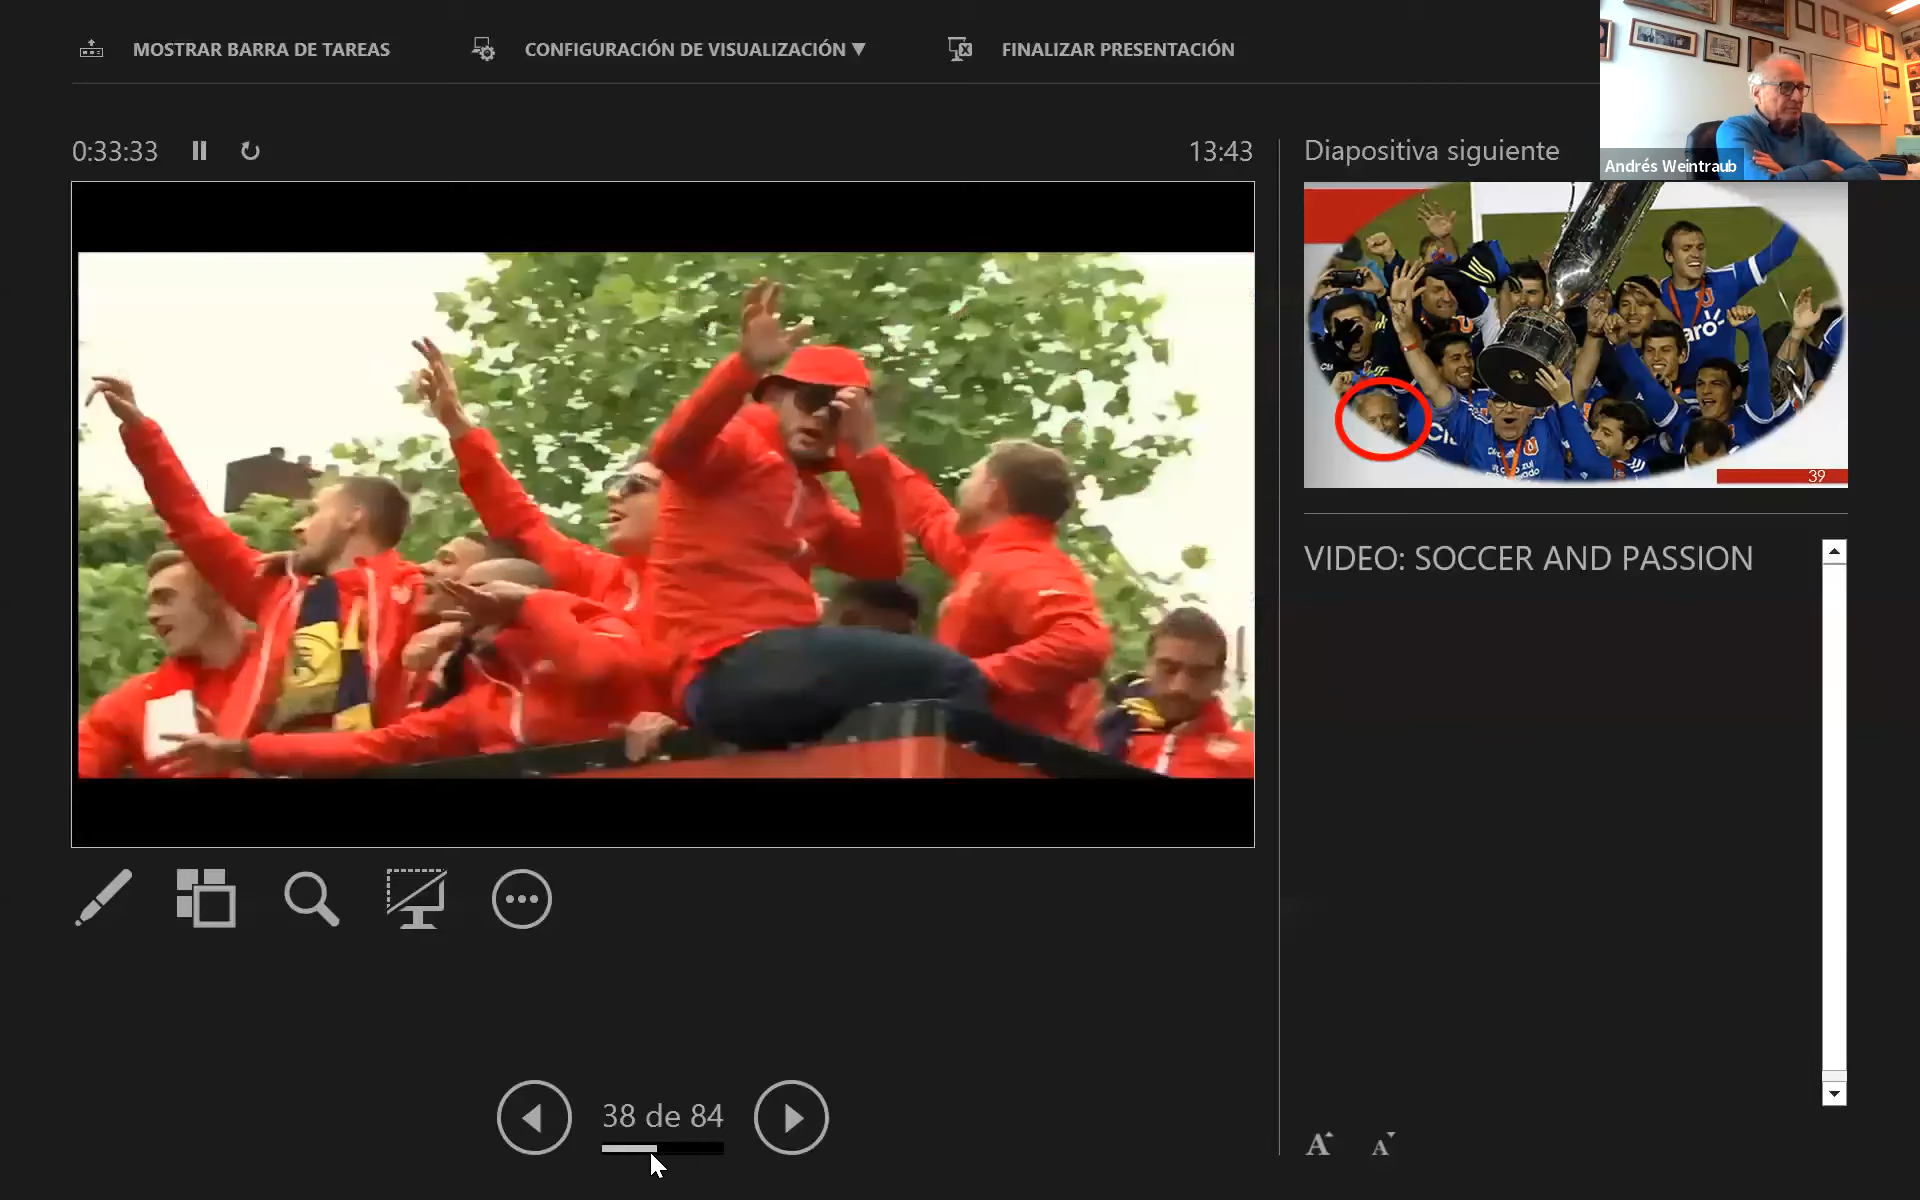 MOSTRAR BARRA DE TAREAS
CONFIGURACIÓN DE VISUALIZACIÓN ▼
FINALIZAR PRESENTACIÓN
Andrés Weintraub
0:33:33
13:43
Diapositiva siguiente
aro-
39
VIDEO: SOCCER AND PASSION
38 de 84
A A